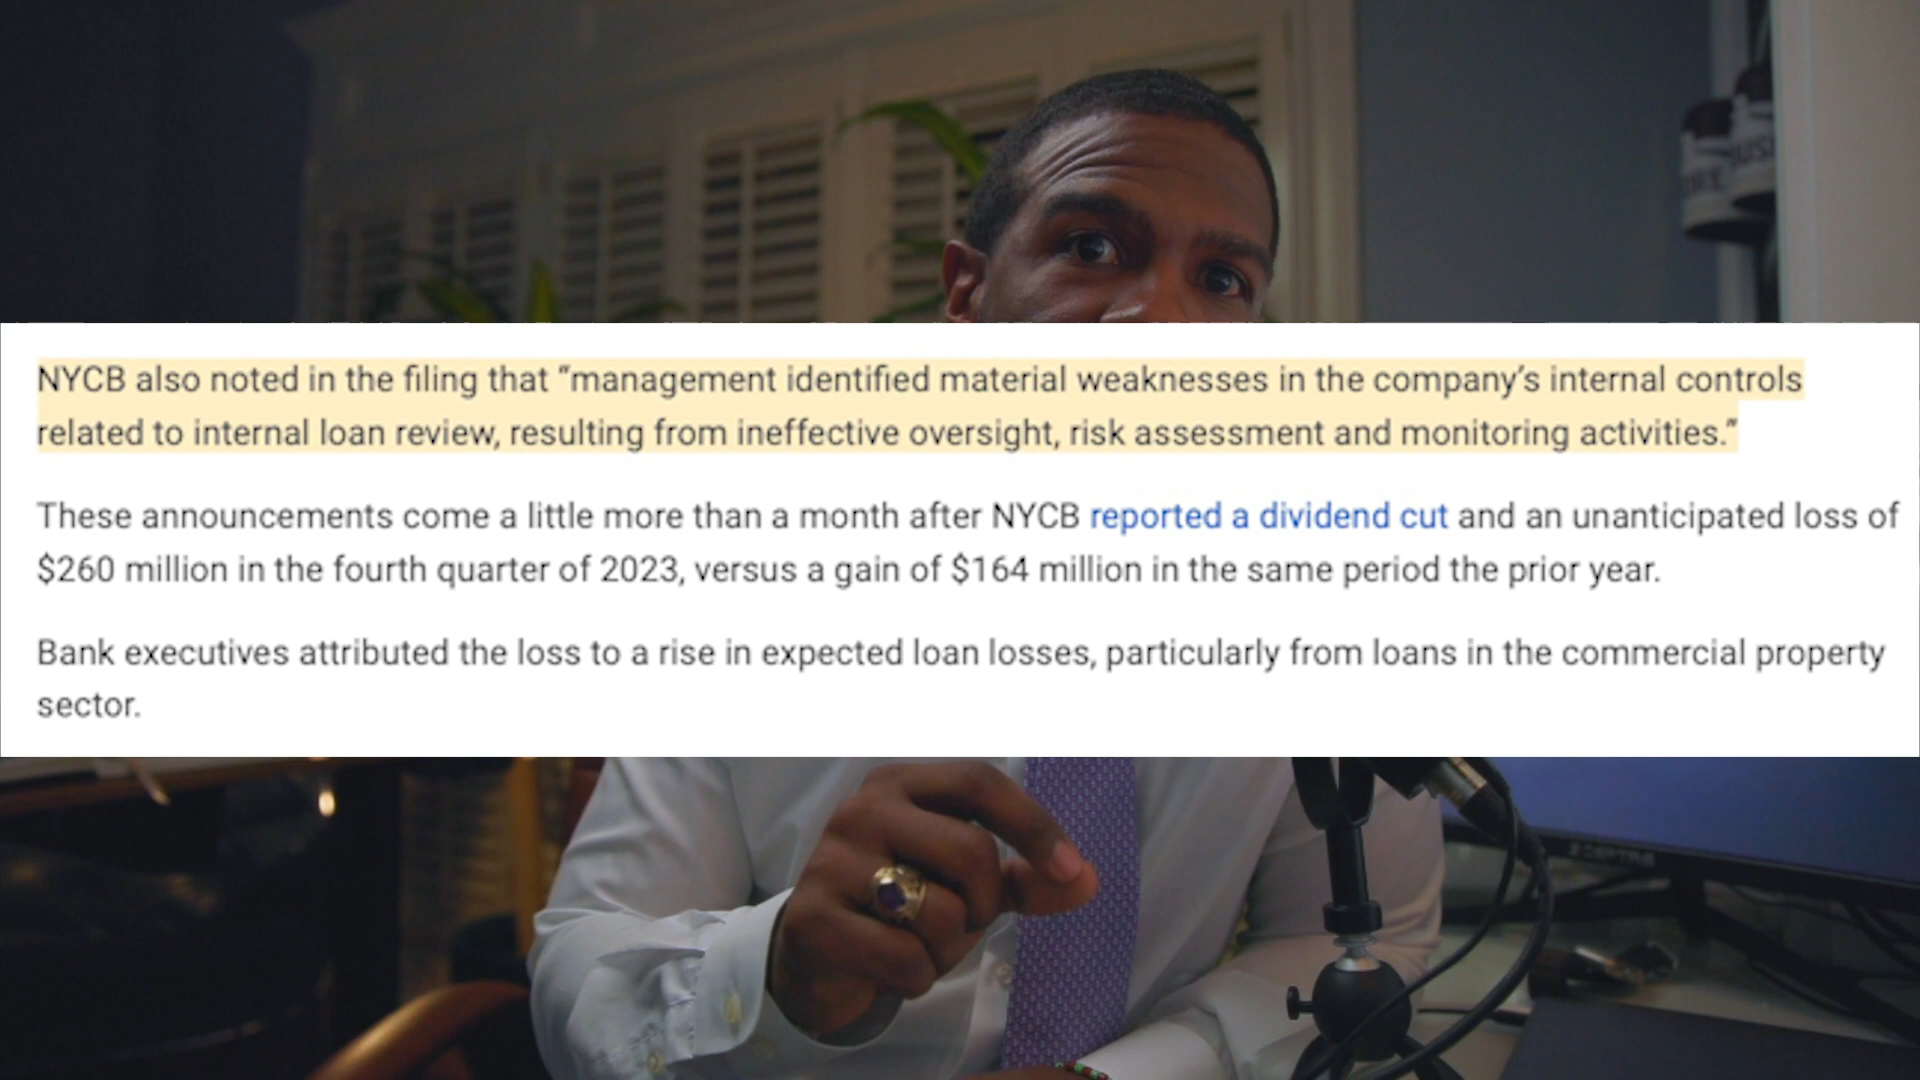 NYCB also noted in the filing that “management identified material weaknesses in the company’s internal controls
related to internal loan review, resulting from ineffective oversight, risk assessment and monitoring activities.”
These announcements come a little more than a month after NYCB reported a dividend cut and an unanticipated loss of
$260 million in the fourth quarter of 2023, versus a gain of $164 million in the same period the prior year.
Bank executives attributed the loss to a rise in expected loan losses, particularly from loans in the commercial property
sector.